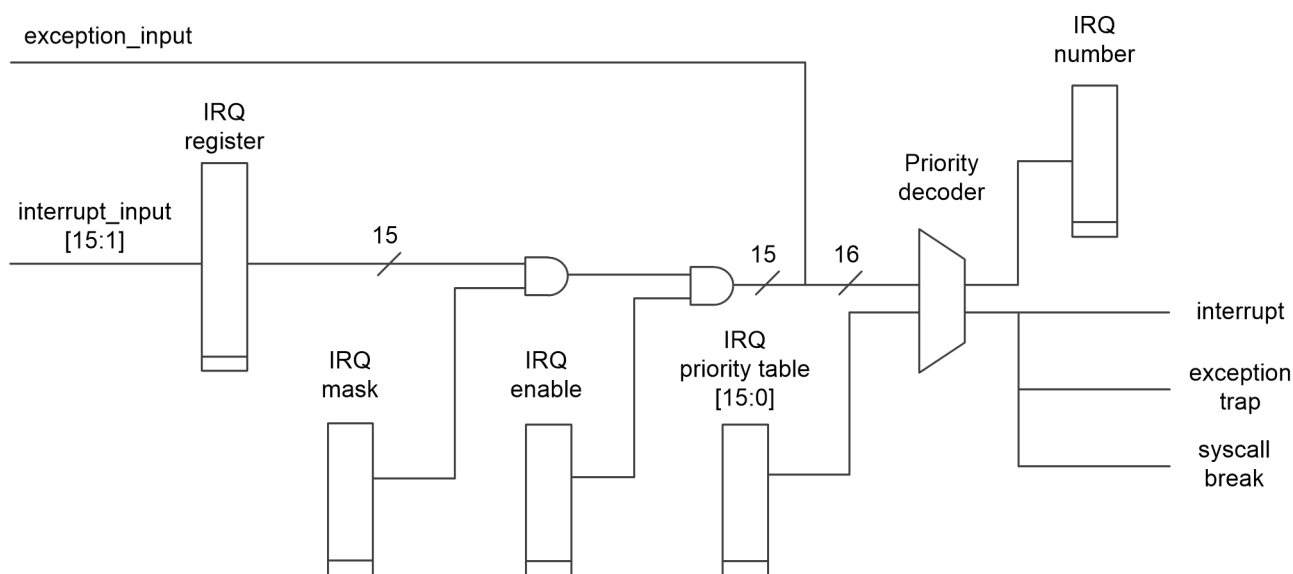 exception_input
IRQ
number
IRQ
register
Priority
decoder
interrupt_input
[15:1]
15
15
16
interrupt
IRQ
mask
IRQ
enable
IRQ
priority table
[15:0]
exception
trap
syscall
break